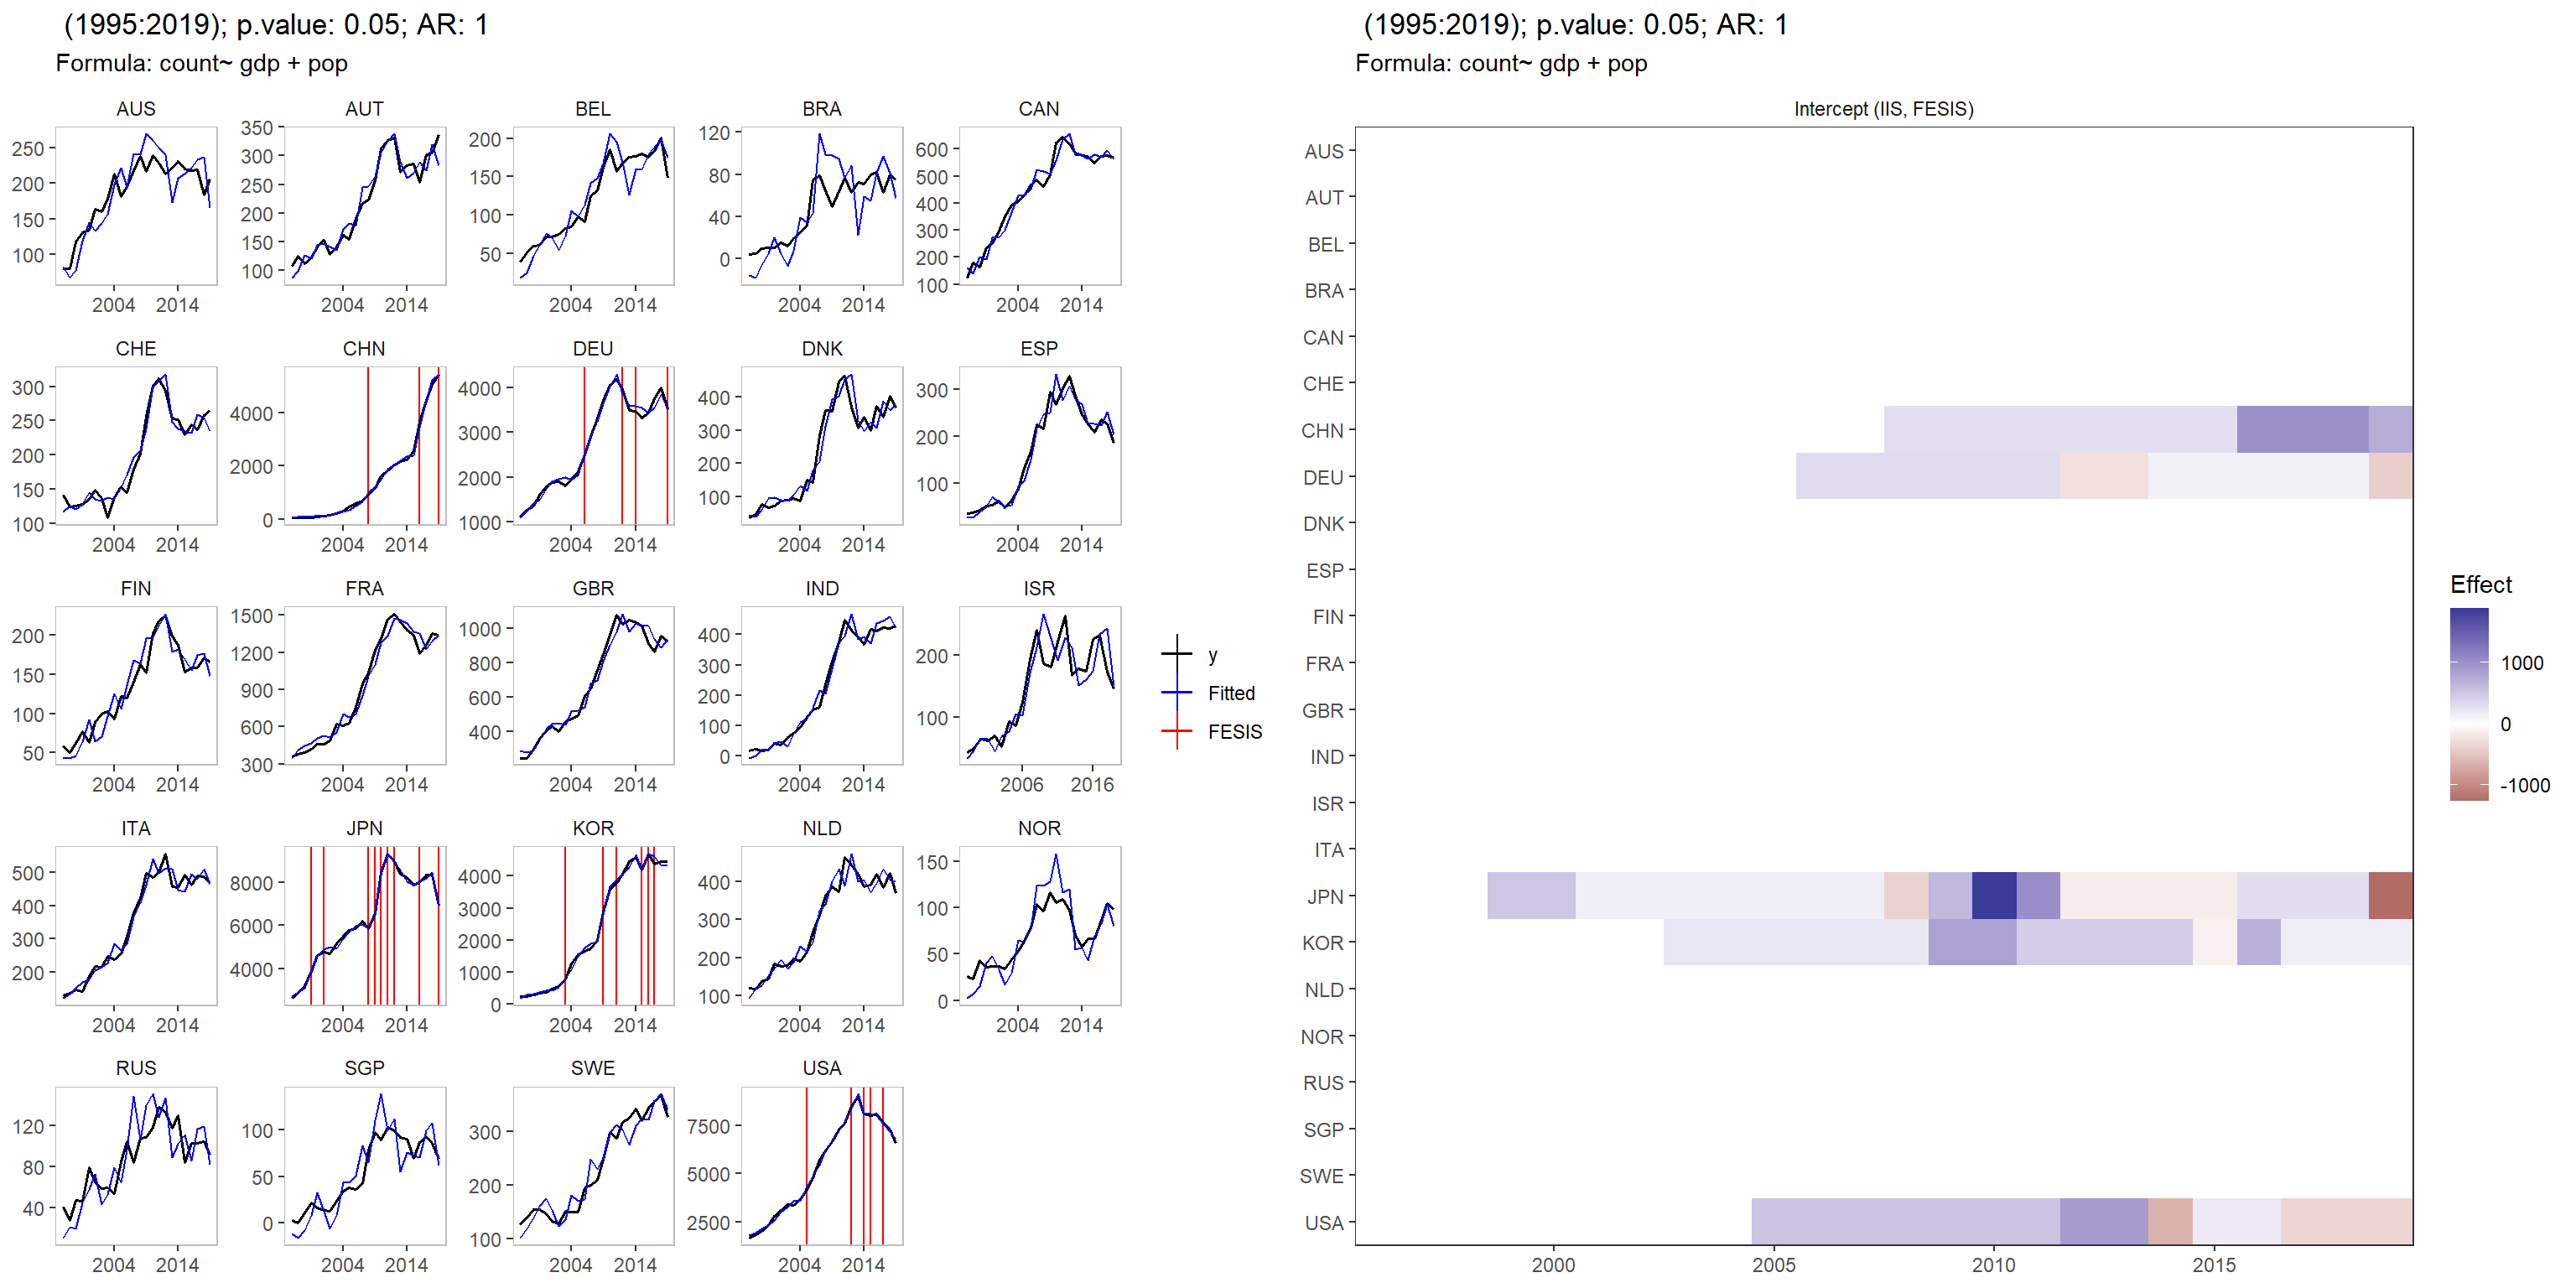 (1995:2019); p.value: 0.05; AR: 1
Formula: count~ gdp + pop
AUS
AUT
BEL
BRA
CAN
250
200
150
100
2004 2014
350
300
250
200
150
100
2004 2014
200
150
100
50
2004 2014
120
80
40
0
2004 2014
600
500
400
300
200
100
2004 2014
CHE
CHN
DEU
DNK
ESP
300
250
200
150
100
2004 2014
4000
2000
0
2004 2014
4000
3000
2000
1000
2004 2014
400
300
200
100
2004 2014
300
200
100
2004 2014
FIN
FRA
GBR
IND
ISR
200
150
100
50
2004 2014
1500
1200
900
600
300
2004 2014
1000
800
600
400
2004 2014
400
300
200
100
0
2004 2014
200
100
2006 2016
ITA
JPN
KOR
NLD
NOR
500
400
300
200
2004 2014
8000
6000
4000
2004 2014
4000
3000
2000
1000
0
2004 2014
400
300
200
100
2004 2014
150
100
50
0
2004 2014
RUS
SGP
SWE
USA
120
80
40
2004 2014
100
50
0
2004 2014
300
200
100
2004 2014
7500
5000
2500
2004 2014
y
Fitted
FESIS
(1995:2019); p.value: 0.05; AR: 1
Formula: count~ gdp + pop
Intercept (IIS, FESIS)
AUS
AUT
BEL
BRA
CAN
CHE
CHN
DEU
DNK
ESP
FIN
FRA
GBR
IND
ISR
ITA
JPN
KOR
NLD
NOR
RUS
SGP
SWE
USA
2000 2005 2010 2015
Effect
1000
0
-1000